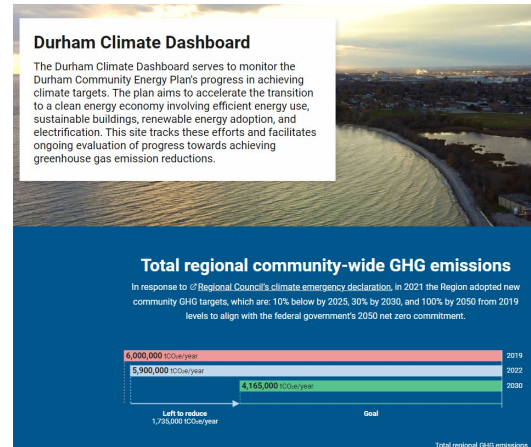 Durham Climate Dashboard
The Durham Climate Dashboard serves to monitor the
Durham Community Energy Plan's progress in achieving
climate targets. The plan aims to accelerate the transition
to a clean energy economy involving efficient energy use,
sustainable buildings, renewable energy adoption, and
electrification. This site tracks these efforts and facilitates
ongoing evaluation of progress towards achieving
greenhouse gas emission reductions.
Total regional community-wide GHG emissions
In response to Regional Council's climate emergency declaration, in 2021 the Region adopted new
community GHG targets, which are: 10% below by 2025, 30% by 2030, and 100% by 2050 from 2019
levels to align with the federal government's 2050 net zero commitment.
6,000,000 tCO₂e/year 2019
5,900,000 tCO₂e/year 2022
4,165,000 tCO₂e/year 2030
Left to reduce Goal
1,735,000 tCO₂e/year
Total regional GHG emissions